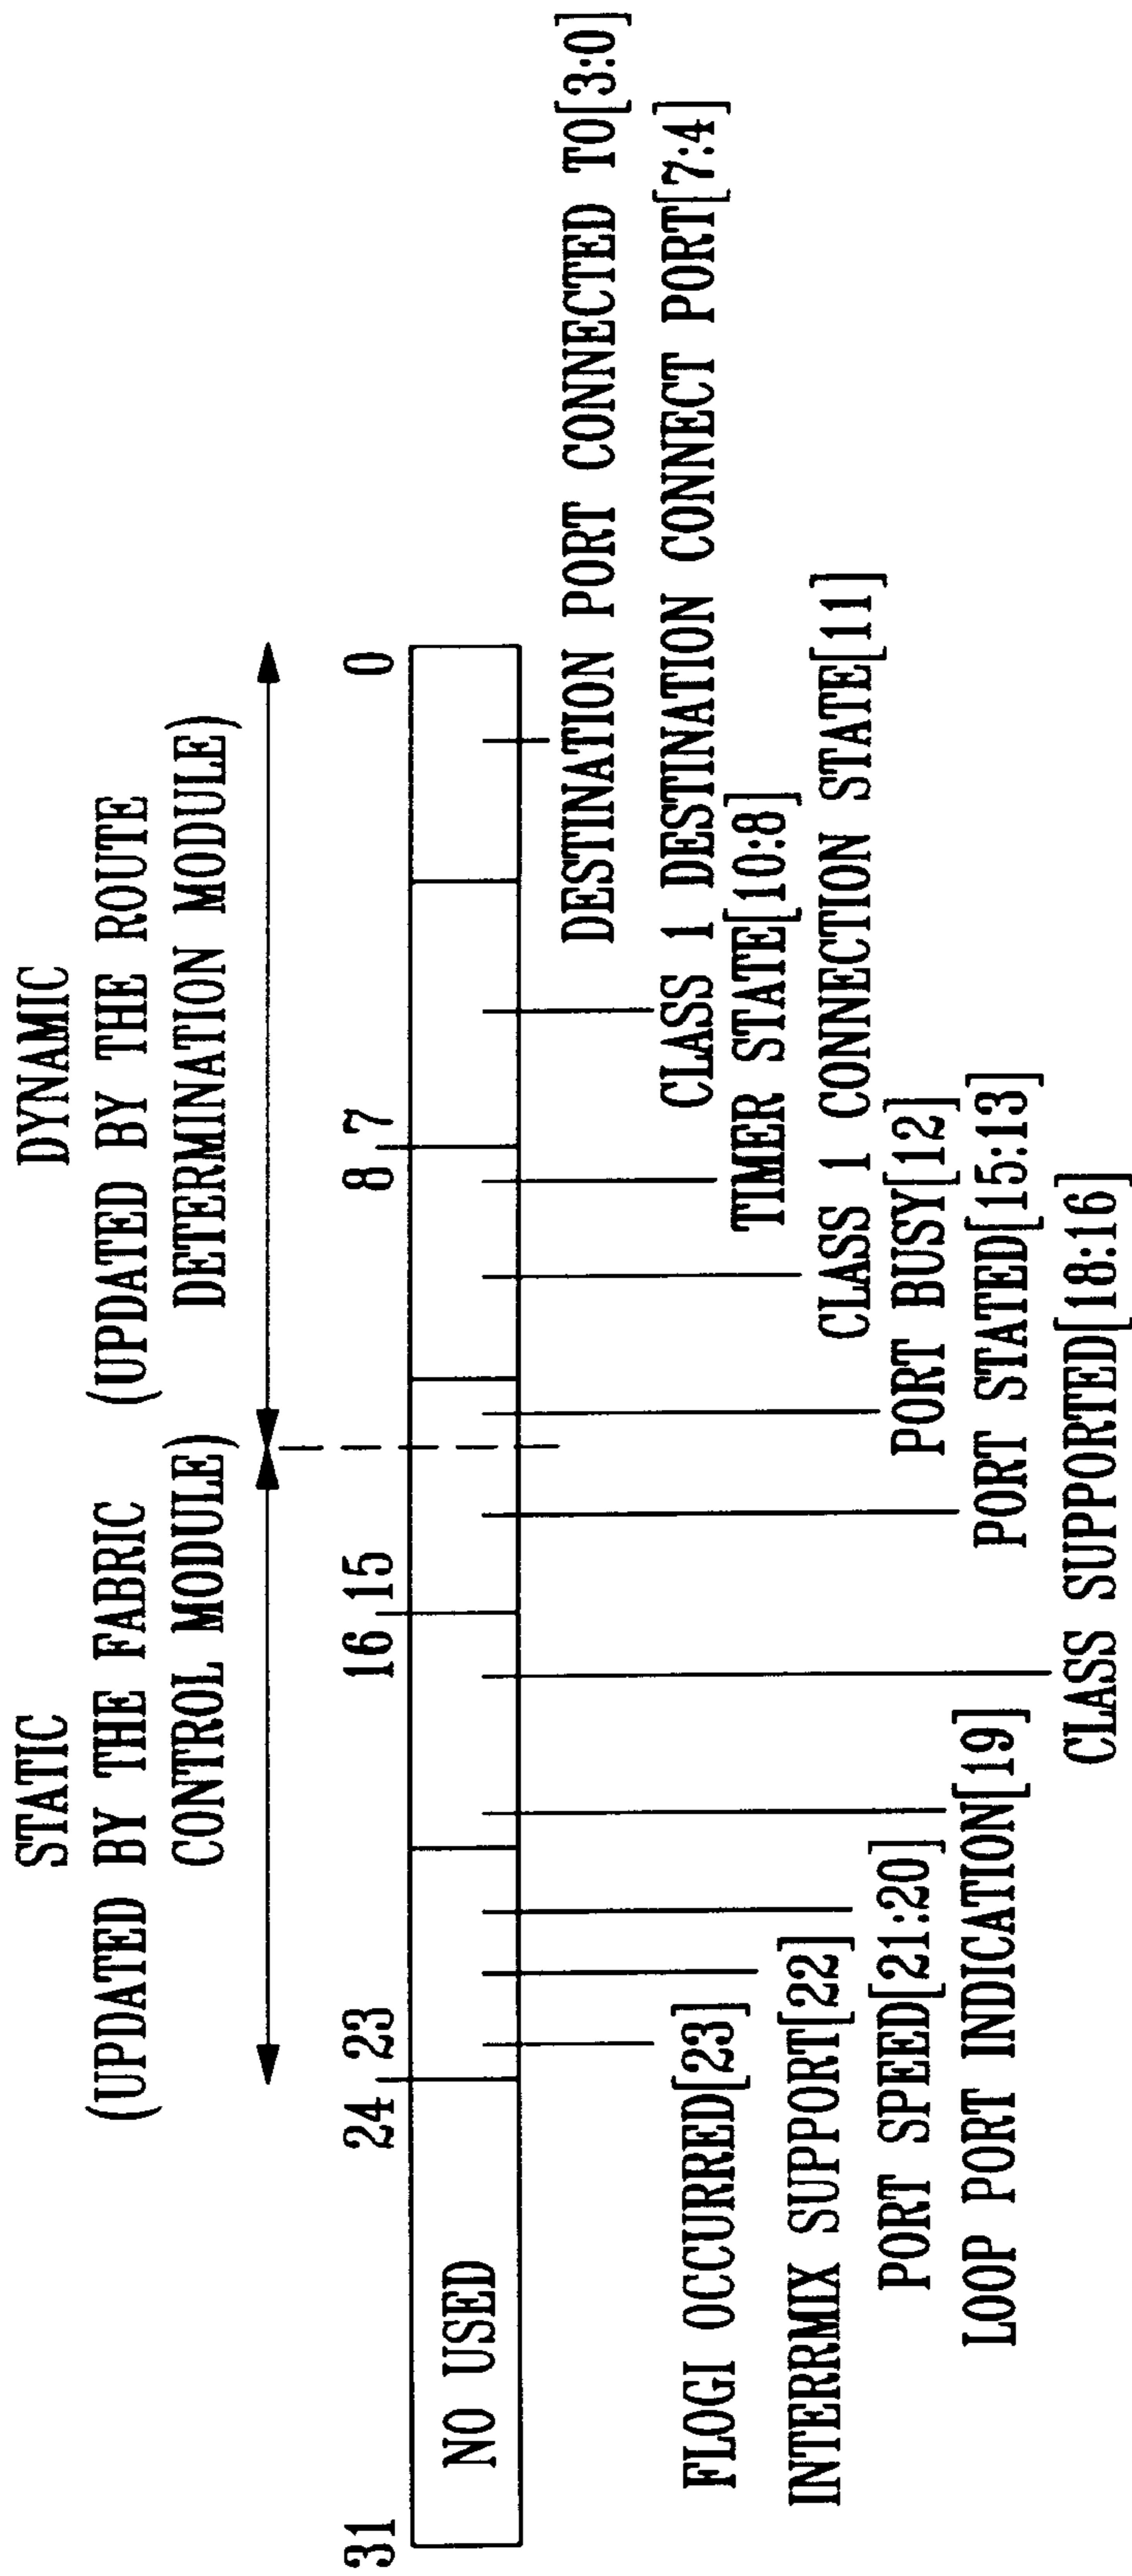 STATIC
(UPDATED BY THE FABRIC
CONTROL MODULE)
DYNAMIC
(UPDATED BY THE ROUTE
DETERMINATION MODULE)
31
24 23
16 15
8 7
0
NO USED
FLOGI OCCURRED[23]
INTERRMIX SUPPORT[22]
PORT SPEED[21:20]
LOOP PORT INDICATION[19]
CLASS SUPPORTED[18:16]
PORT STATED[15:13]
PORT BUSY[12]
CLASS 1 CONNECTION STATE[11]
TIMER STATE[10:8]
CLASS 1 DESTINATION CONNECT PORT[7:4]
DESTINATION PORT CONNECTED TO[3:0]